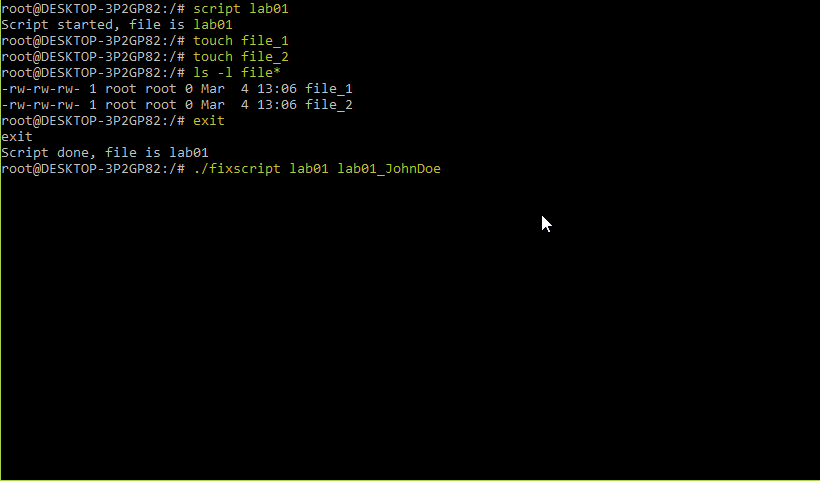 root@DESKTOP-3P2GP82:/# script lab01
Script started, file is lab01
root@DESKTOP-3P2GP82:/# touch file_1
root@DESKTOP-3P2GP82:/# touch file_2
root@DESKTOP-3P2GP82:/# ls -l file*
-rw-rw-rw- 1 root root 0 Mar  4 13:06 file_1
-rw-rw-rw- 1 root root 0 Mar  4 13:06 file_2
root@DESKTOP-3P2GP82:/# exit
exit
Script done, file is lab01
root@DESKTOP-3P2GP82:/# ./fixscript lab01 lab01_JohnDoe